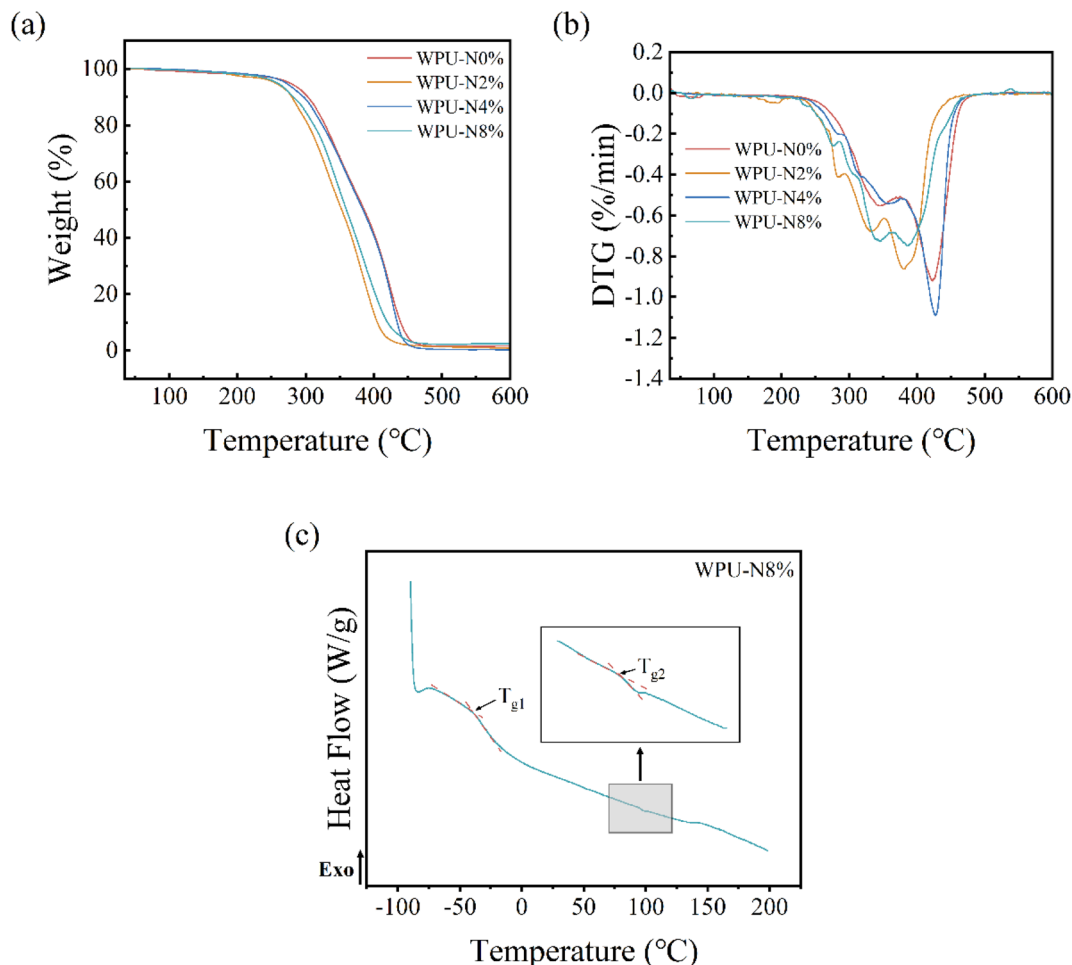 (a)
100
80
60
40
20
0
Weight (%)
WPU-N0%
WPU-N2%
WPU-N4%
WPU-N8%
100 200 300 400 500 600
Temperature (℃)
(b)
0.2
0.0
-0.2
-0.4
-0.6
-0.8
-1.0
-1.2
-1.4
DTG (%/min)
WPU-N0%
WPU-N2%
WPU-N4%
WPU-N8%
100 200 300 400 500 600
Temperature (℃)
(c)
WPU-N8%
Heat Flow (W/g)
Tg1
Tg2
Exo
-100 -50 0 50 100 150 200
Temperature (℃)